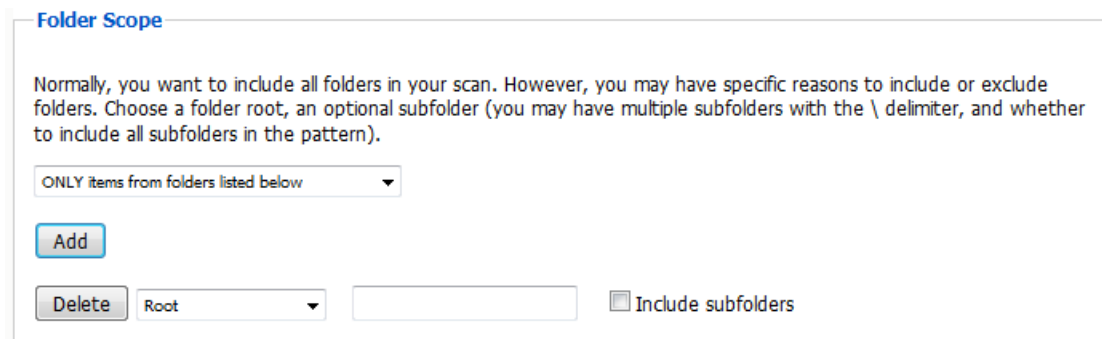 Folder Scope
Normally, you want to include all folders in your scan. However, you may have specific reasons to include or exclude
folders. Choose a folder root, an optional subfolder (you may have multiple subfolders with the \ delimiter, and whether
to include all subfolders in the pattern).
ONLY items from folders listed below
Add
Delete Root Include subfolders